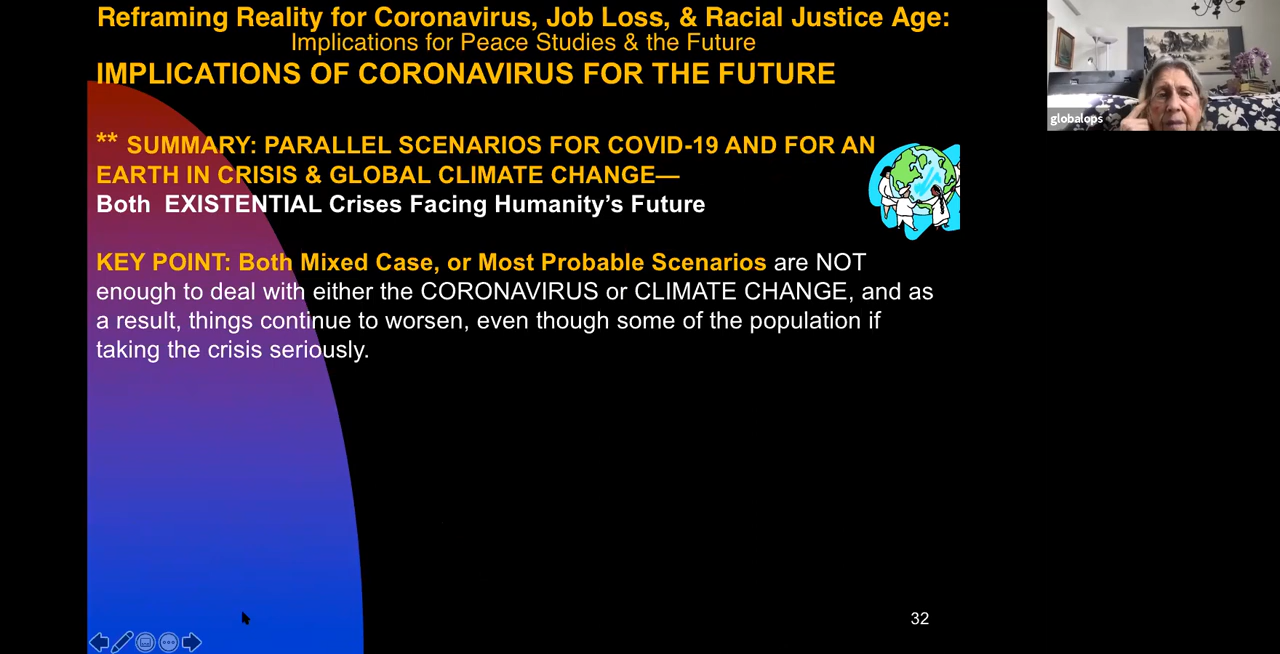 Reframing Reality for Coronavirus, Job Loss, & Racial Justice Age:
Implications for Peace Studies & the Future
IMPLICATIONS OF CORONAVIRUS FOR THE FUTURE
** SUMMARY: PARALLEL SCENARIOS FOR COVID-19 AND FOR AN
EARTH IN CRISIS & GLOBAL CLIMATE CHANGE—
Both EXISTENTIAL Crises Facing Humanity’s Future
KEY POINT: Both Mixed Case, or Most Probable Scenarios are NOT
enough to deal with either the CORONAVIRUS or CLIMATE CHANGE, and as
a result, things continue to worsen, even though some of the population if
taking the crisis seriously.
32
globalops